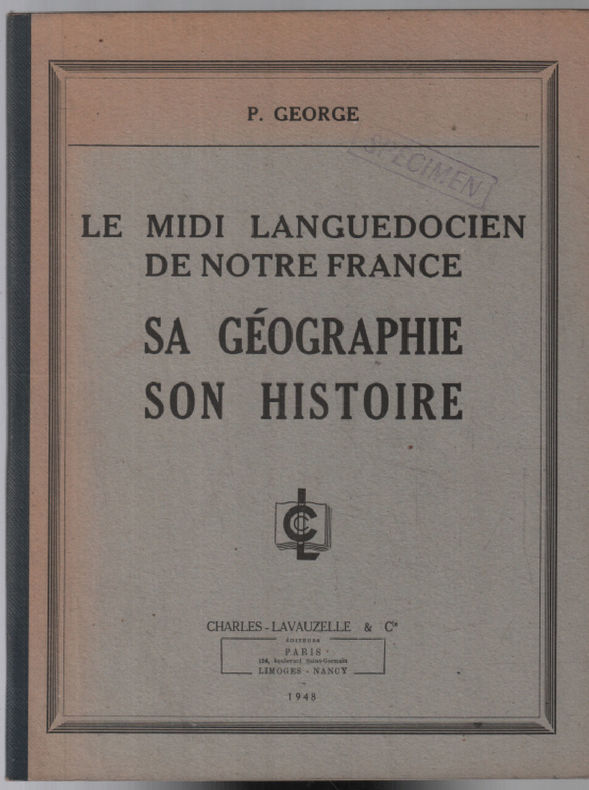 P. GEORGE
SPECIMEN
LE MIDI LANGUEDOCIEN
DE NOTRE FRANCE
SA GÉOGRAPHIE
SON HISTOIRE
CHARLES-LAVAUZELLE & Cie
ÉDITEURS
PARIS
124, boulevard Saint-Germain
LIMOGES - NANCY
1948